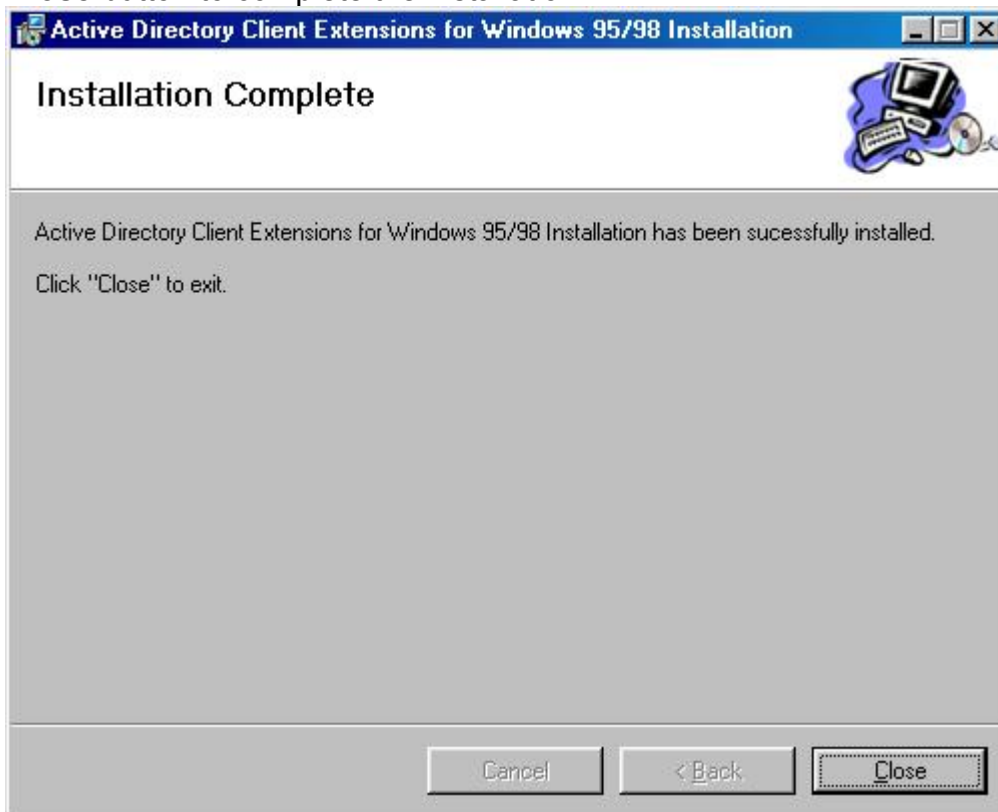 Active Directory Client Extensions for Windows 95/98 Installation
Installation Complete
Active Directory Client Extensions for Windows 95/98 Installation has been sucessfully installed.
Click "Close" to exit.
Cancel
< Back
Close